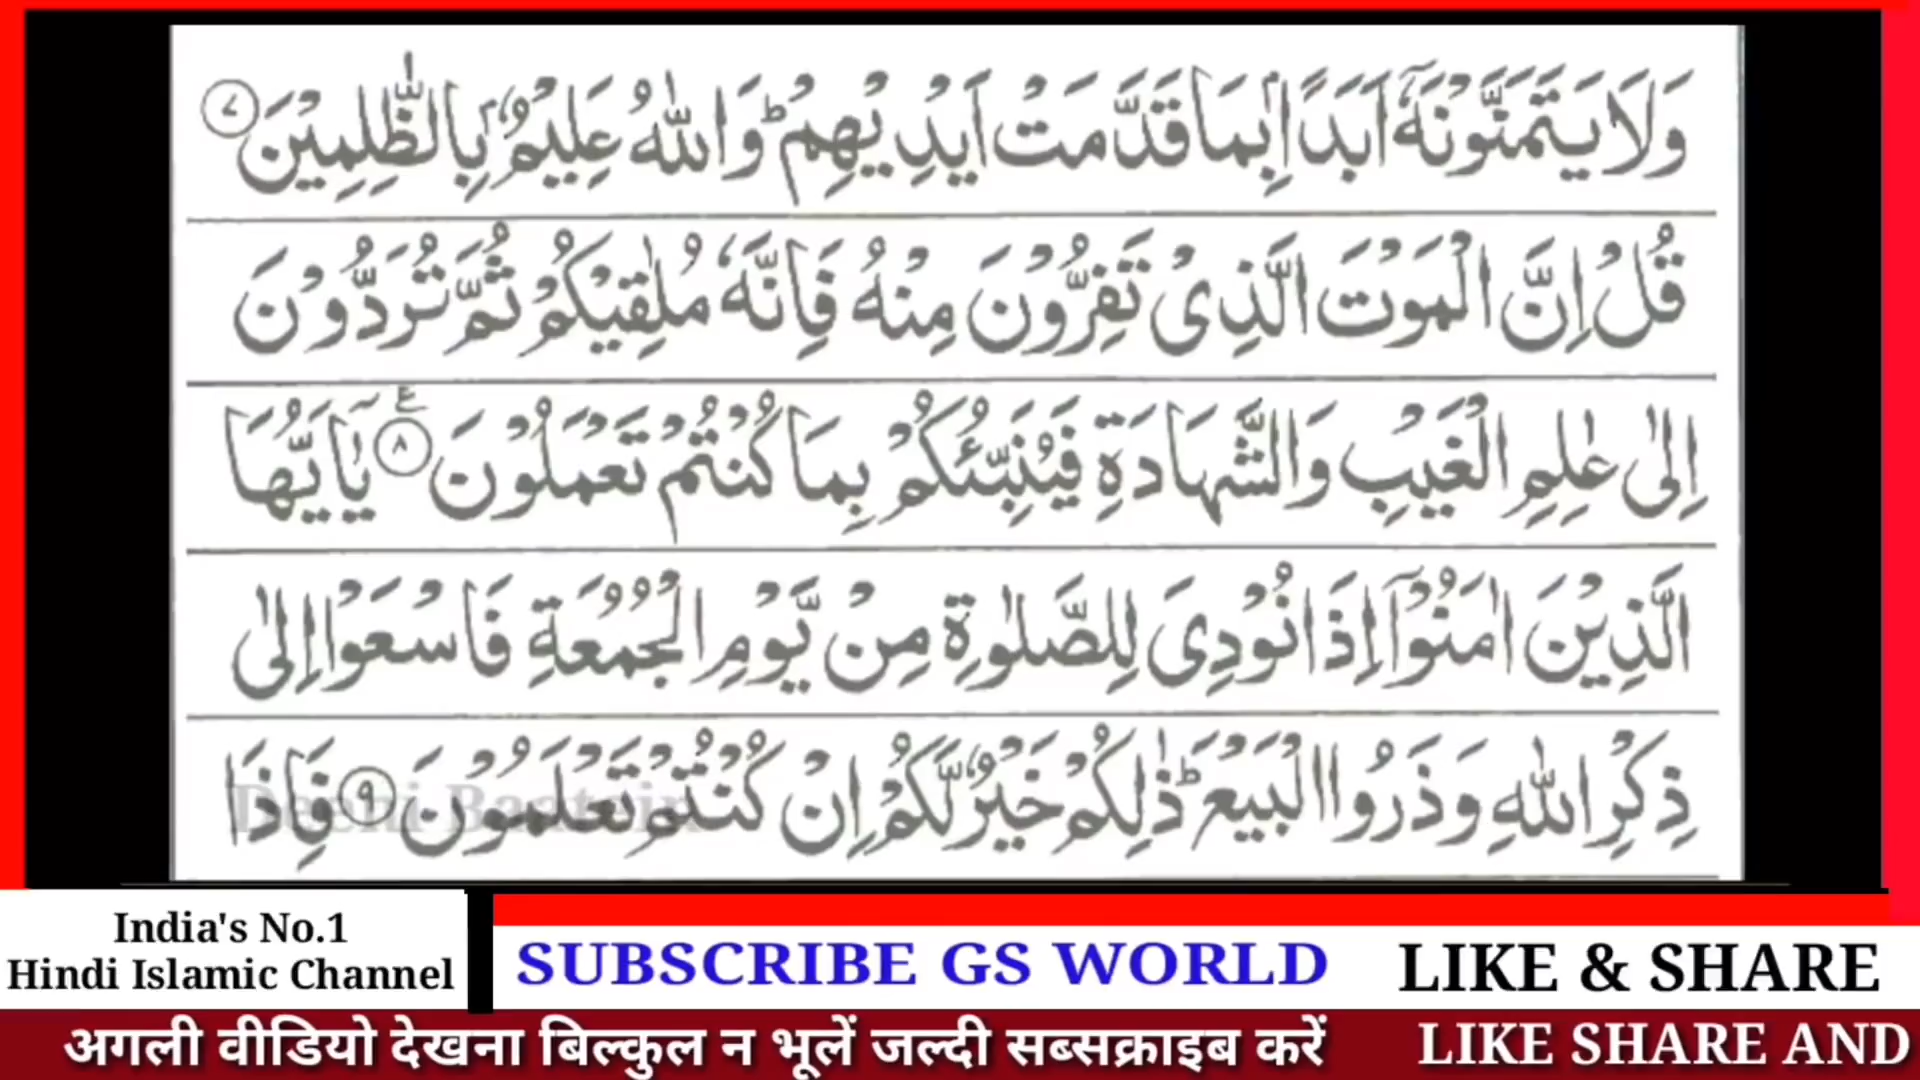 وَلَا يَتَمَنَّوْنَهٗۤ اَبَدًۢا بِمَا قَدَّمَتْ اَيْدِيْهِمْ ؕ وَاللّٰهُ عَلِيْمٌۢ بِالظّٰلِمِيْنَ ۷
قُلْ اِنَّ الْمَوْتَ الَّذِىْ تَفِرُّوْنَ مِنْهُ فَاِنَّهٗ مُلٰقِيْكُمْ ثُمَّ تُرَدُّوْنَ
اِلٰى عٰلِمِ الْغَيْبِ وَالشَّهَادَةِ فَيُنَبِّئُكُمْ بِمَا كُنْتُمْ تَعْمَلُوْنَ ۸ ع يٰۤاَيُّهَا
الَّذِيْنَ اٰمَنُوْۤا اِذَا نُوْدِىَ لِلصَّلٰوةِ مِنْ يَّوْمِ الْجُمُعَةِ فَاسْعَوْا اِلٰى
ذِكْرِ اللّٰهِ وَذَرُوا الْبَيْعَ ؕ ذٰلِكُمْ خَيْرٌ لَّكُمْ اِنْ كُنْتُمْ تَعْلَمُوْنَ ۹ فَاِذَا
Deeni Baatein
India's No.1
Hindi Islamic Channel
SUBSCRIBE GS WORLD
LIKE & SHARE
अगली वीडियो देखना बिल्कुल न भूलें जल्दी सब्सक्राइब करें LIKE SHARE AND